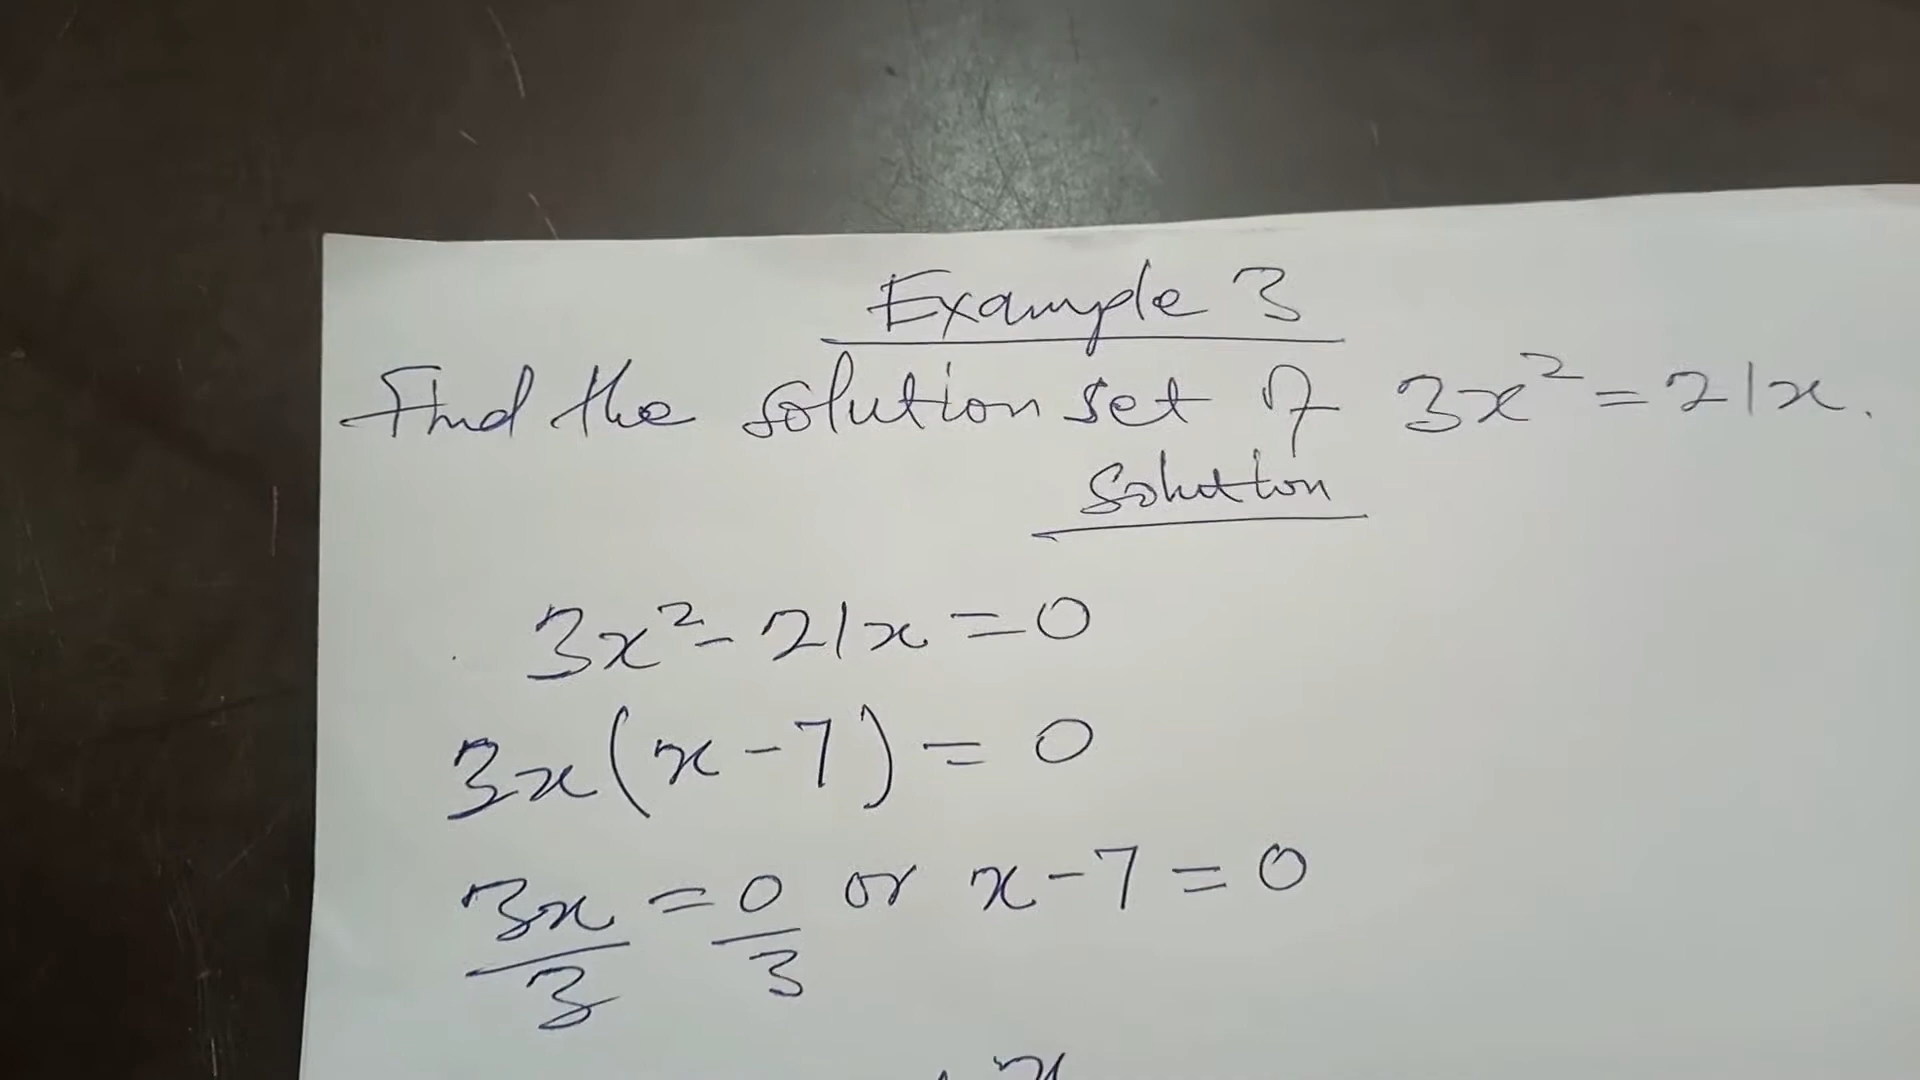 Example 3
Find the solution set of 3x² = 21x.
Solution
3x² - 21x = 0
3x(x - 7) = 0
3x/3 = 0/3 or x - 7 = 0